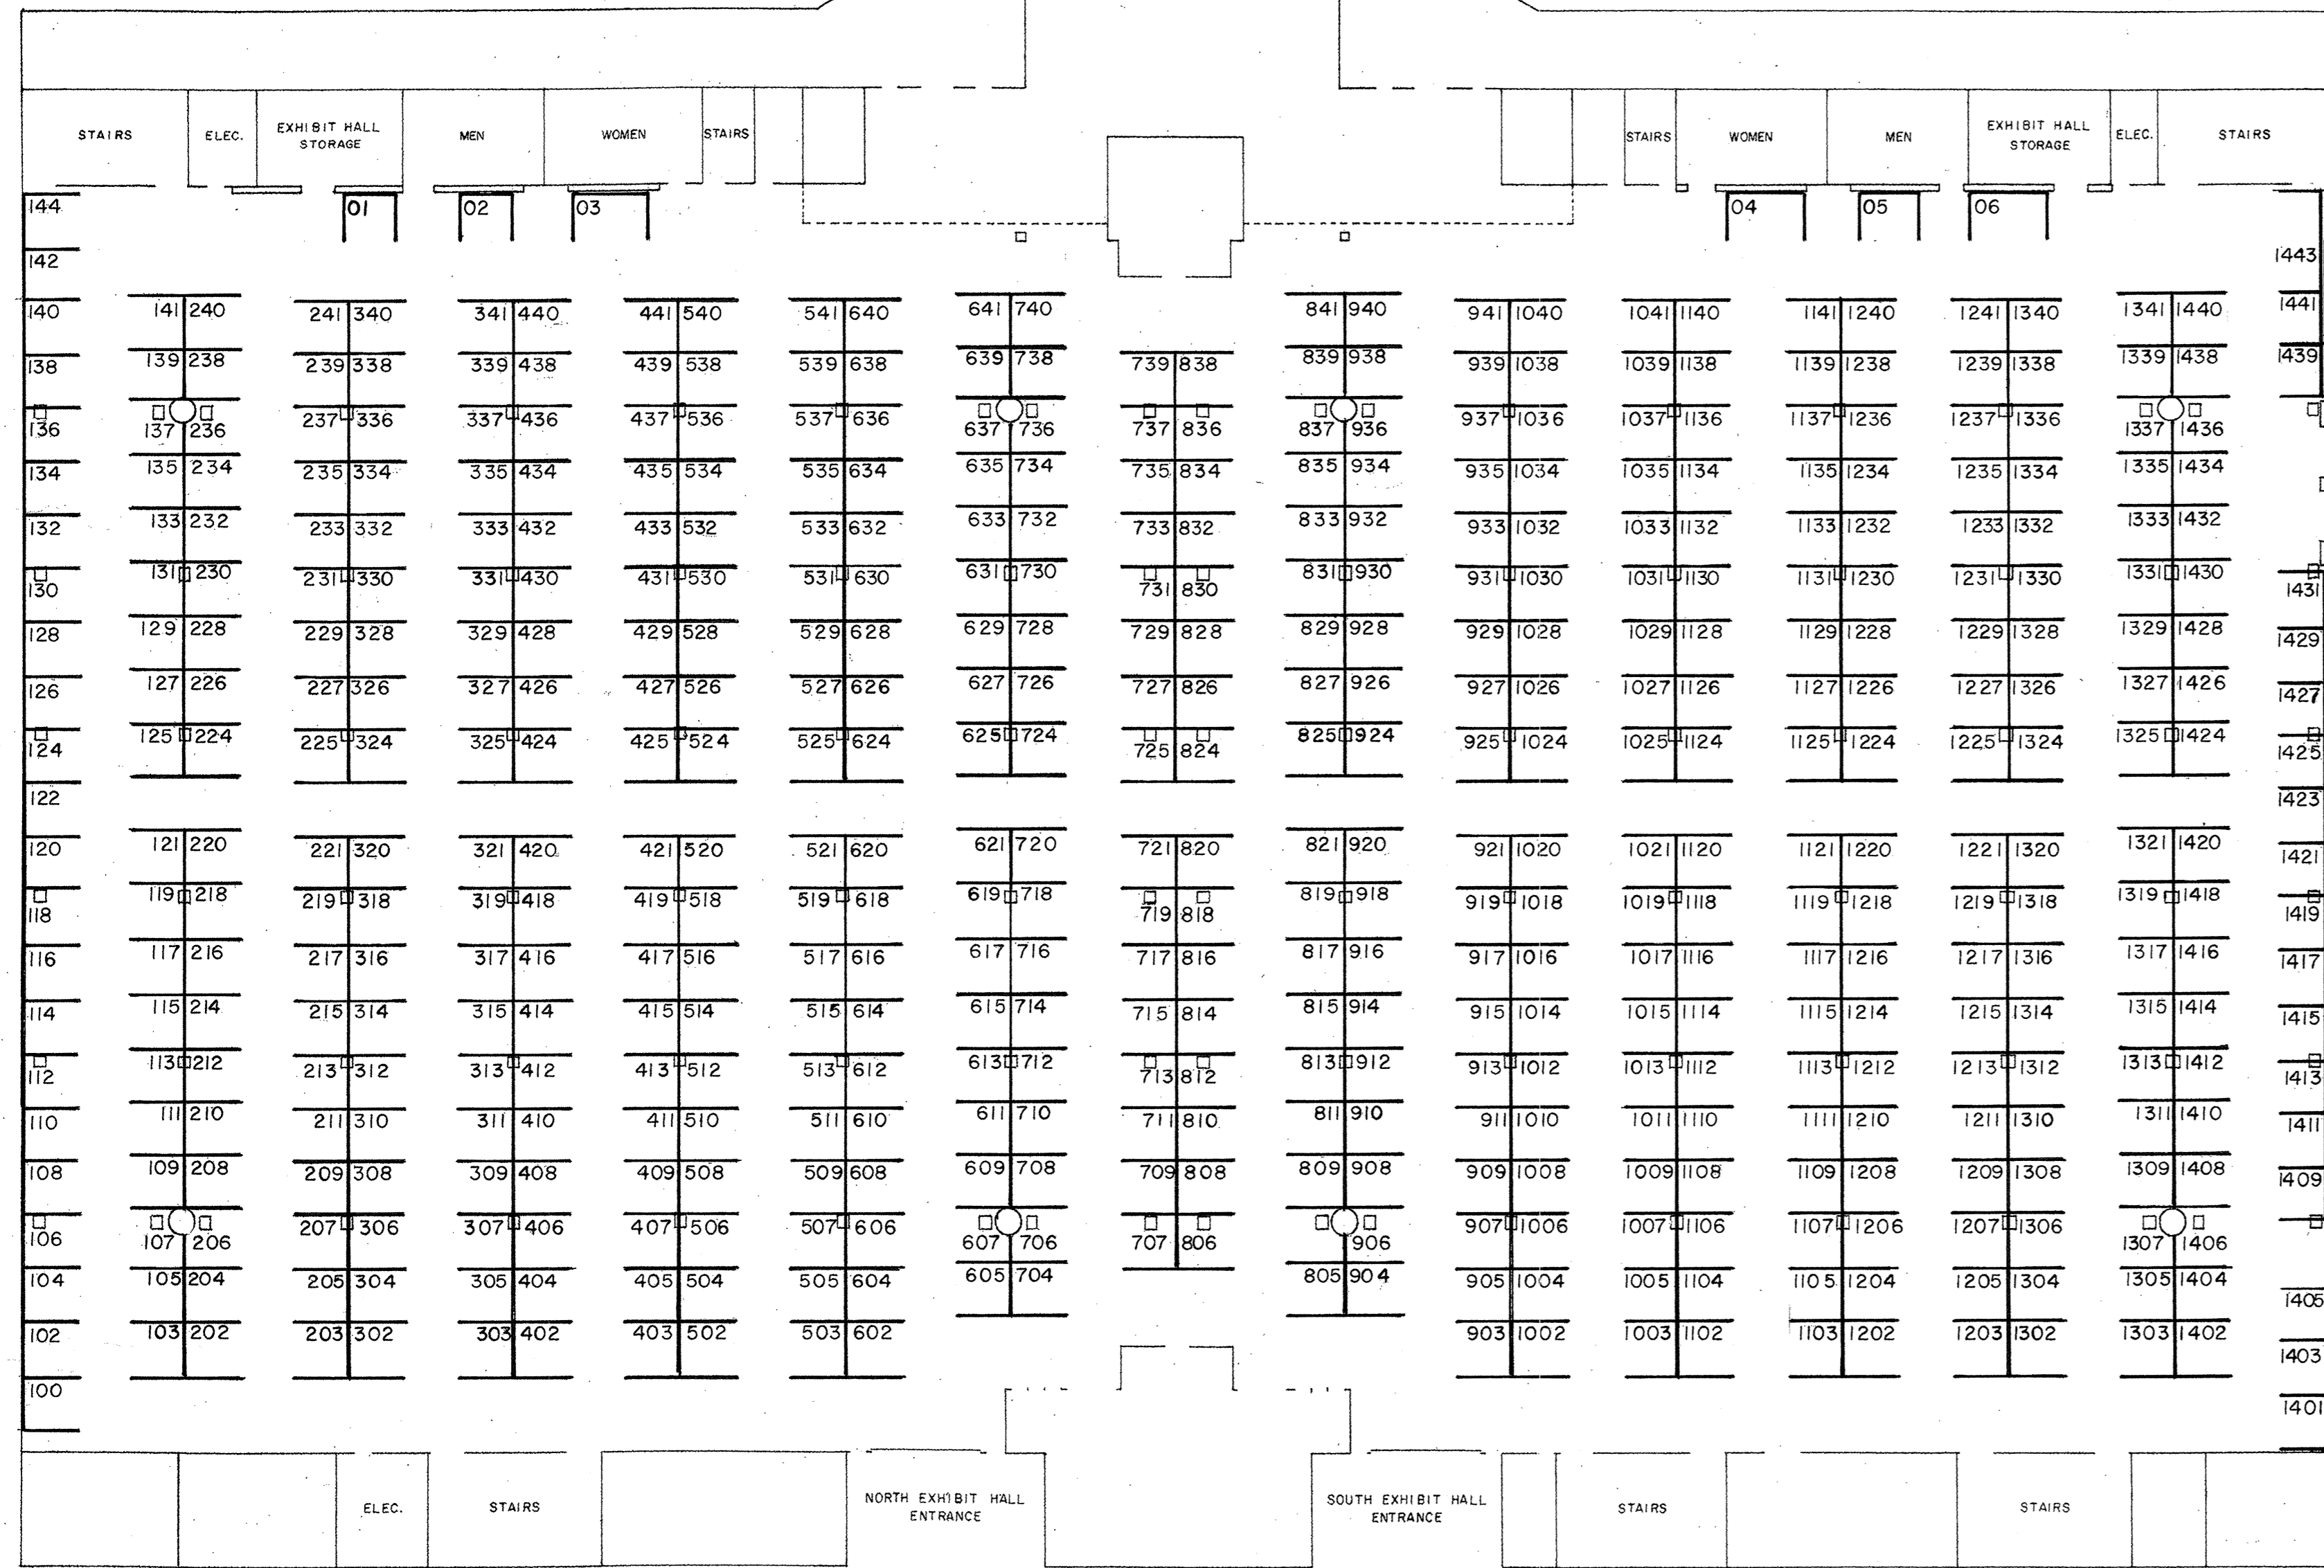 STAIRS ELEC. EXHIBIT HALL STORAGE MEN WOMEN STAIRS STAIRS WOMEN MEN EXHIBIT HALL STORAGE ELEC. STAIRS
144 01 02 03 04 05 06
142 1443
140 141 240 241 340 341 440 441 540 541 640 641 740 841 940 941 1040 1041 1140 1141 1240 1241 1340 1341 1440 1441
138 139 238 239 338 339 438 439 538 539 638 639 738 739 838 839 938 939 1038 1039 1138 1139 1238 1239 1338 1339 1438 1439
136 137 236 237 336 337 436 437 536 537 636 637 736 737 836 837 936 937 1036 1037 1136 1137 1236 1237 1336 1337 1436
134 135 234 235 334 335 434 435 534 535 634 635 734 735 834 835 934 935 1034 1035 1134 1135 1234 1235 1334 1335 1434
132 133 232 233 332 333 432 433 532 533 632 633 732 733 832 833 932 933 1032 1033 1132 1133 1232 1233 1332 1333 1432
130 131 230 231 330 331 430 431 530 531 630 631 730 731 830 831 930 931 1030 1031 1130 1131 1230 1231 1330 1331 1430 1431
128 129 228 229 328 329 428 429 528 529 628 629 728 729 828 829 928 929 1028 1029 1128 1129 1228 1229 1328 1329 1428 1429
126 127 226 227 326 327 426 427 526 527 626 627 726 727 826 827 926 927 1026 1027 1126 1127 1226 1227 1326 1327 1426 1427
124 125 224 225 324 325 424 425 524 525 624 625 724 725 824 825 924 925 1024 1025 1124 1125 1224 1225 1324 1325 1424 1425
122 1423
120 121 220 221 320 321 420 421 520 521 620 621 720 721 820 821 920 921 1020 1021 1120 1121 1220 1221 1320 1321 1420 1421
118 119 218 219 318 319 418 419 518 519 618 619 718 719 818 819 918 919 1018 1019 1118 1119 1218 1219 1318 1319 1418 1419
116 117 216 217 316 317 416 417 516 517 616 617 716 717 816 817 916 917 1016 1017 1116 1117 1216 1217 1316 1317 1416 1417
114 115 214 215 314 315 414 415 514 515 614 615 714 715 814 815 914 915 1014 1015 1114 1115 1214 1215 1314 1315 1414 1415
112 113 212 213 312 313 412 413 512 513 612 613 712 713 812 813 912 913 1012 1013 1112 1113 1212 1213 1312 1313 1412 1413
110 111 210 211 310 311 410 411 510 511 610 611 710 711 810 811 910 911 1010 1011 1110 1111 1210 1211 1310 1311 1410 1411
108 109 208 209 308 309 408 409 508 509 608 609 708 709 808 809 908 909 1008 1009 1108 1109 1208 1209 1308 1309 1408 1409
106 107 206 207 306 307 406 407 506 507 606 607 706 707 806 906 907 1006 1007 1106 1107 1206 1207 1306 1307 1406
104 105 204 205 304 305 404 405 504 505 604 605 704 805 904 905 1004 1005 1104 1105 1204 1205 1304 1305 1404 1405
102 103 202 203 302 303 402 403 502 503 602 903 1002 1003 1102 1103 1202 1203 1302 1303 1402 1403
100 1401
ELEC. STAIRS NORTH EXHIBIT HALL ENTRANCE SOUTH EXHIBIT HALL ENTRANCE STAIRS STAIRS